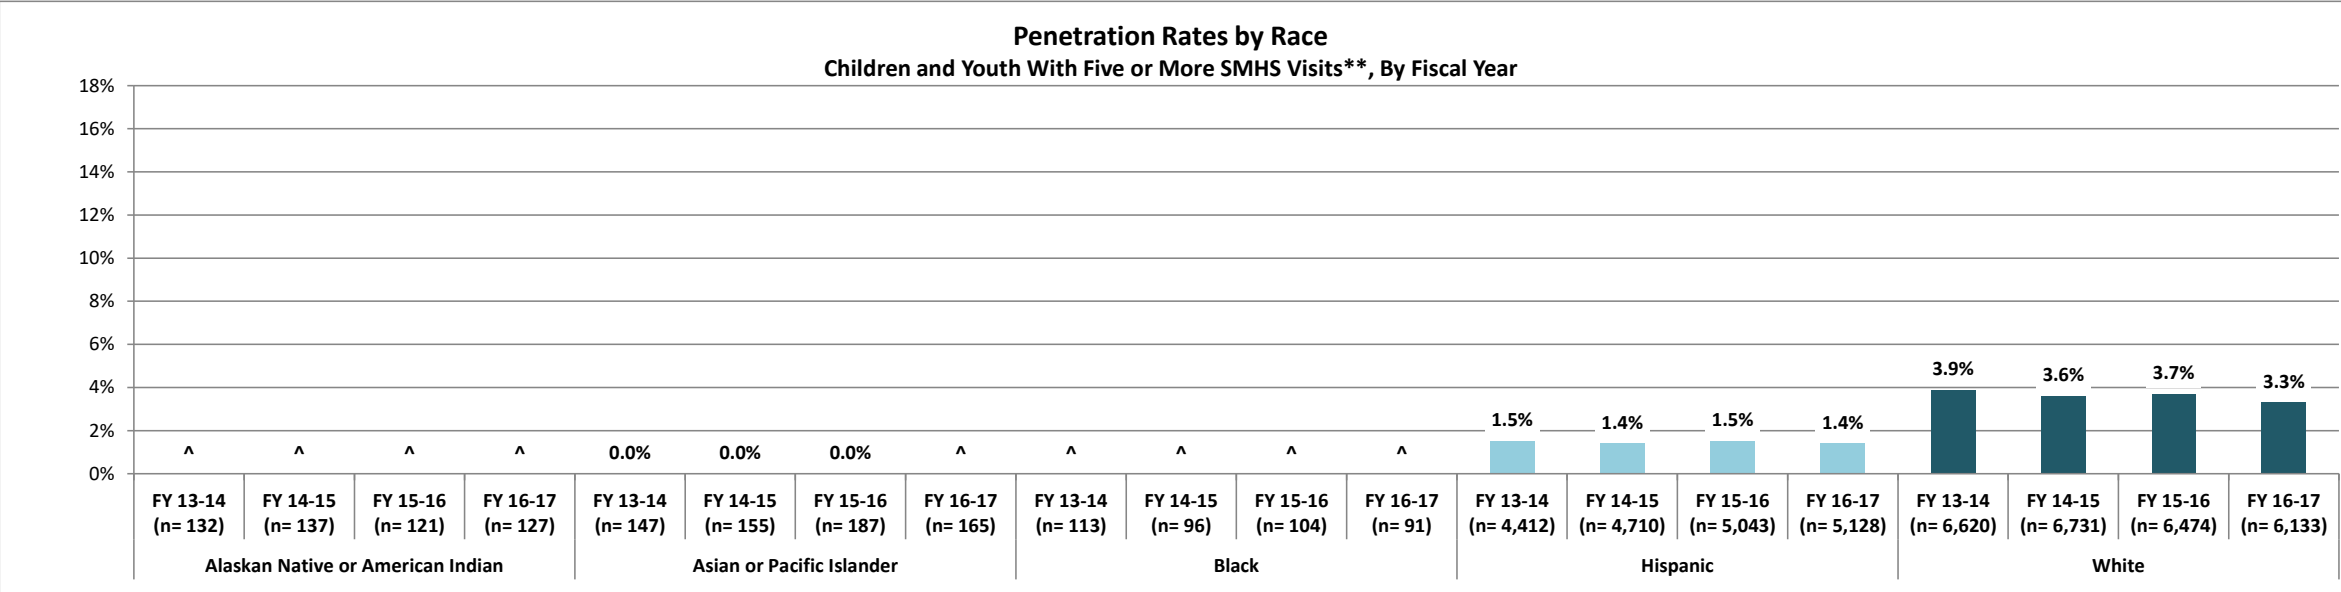 Penetration Rates by Race
Children and Youth With Five or More SMHS Visits**, By Fiscal Year
18%
16%
14%
12%
10%
8%
6%
4%
2%
0%
^ ^ ^ ^ 0.0% 0.0% 0.0% ^ ^ ^ ^ ^ 1.5% 1.4% 1.5% 1.4% 3.9% 3.6% 3.7% 3.3%
FY 13-14 FY 14-15 FY 15-16 FY 16-17 FY 13-14 FY 14-15 FY 15-16 FY 16-17 FY 13-14 FY 14-15 FY 15-16 FY 16-17 FY 13-14 FY 14-15 FY 15-16 FY 16-17 FY 13-14 FY 14-15 FY 15-16 FY 16-17
(n= 132) (n= 137) (n= 121) (n= 127) (n= 147) (n= 155) (n= 187) (n= 165) (n= 113) (n= 96) (n= 104) (n= 91) (n= 4,412) (n= 4,710) (n= 5,043) (n= 5,128) (n= 6,620) (n= 6,731) (n= 6,474) (n= 6,133)
Alaskan Native or American Indian Asian or Pacific Islander Black Hispanic White